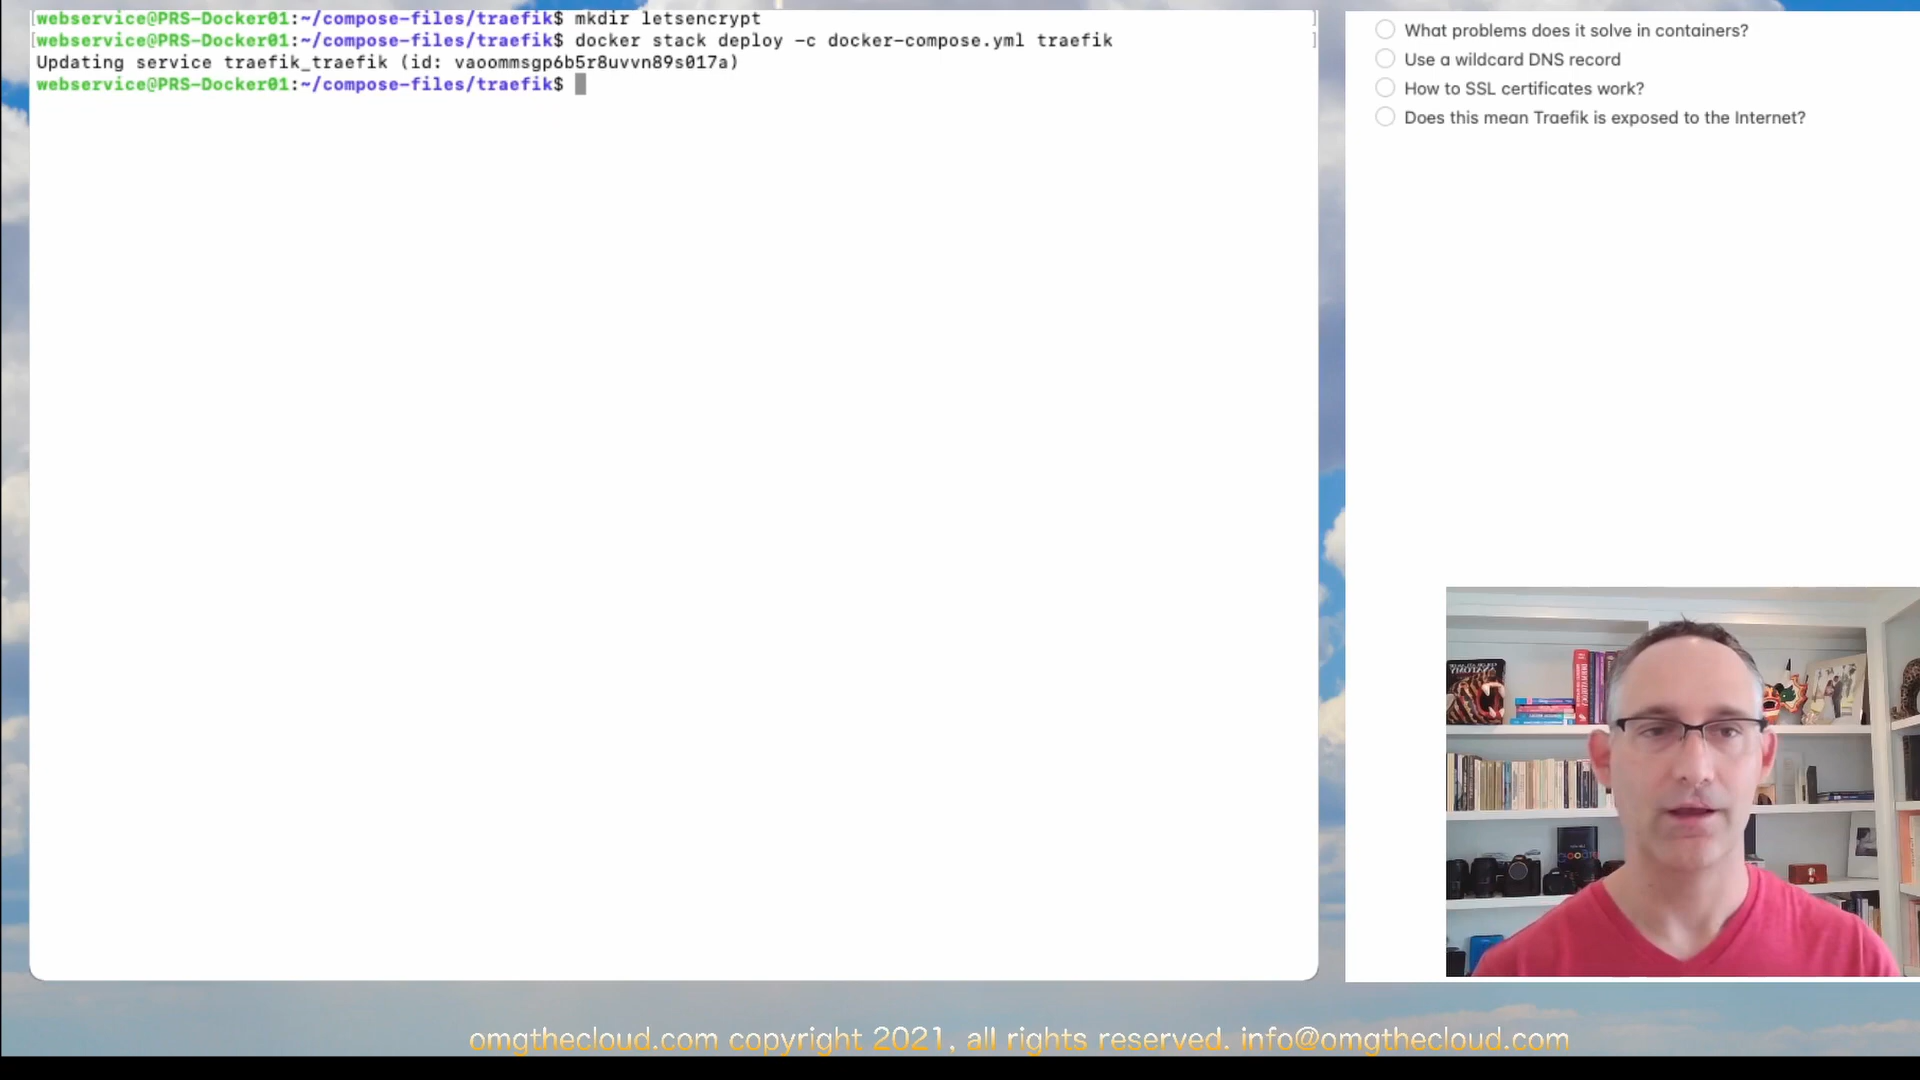 webservice@PRS-Docker01:~/compose-files/traefik$ mkdir letsencrypt
webservice@PRS-Docker01:~/compose-files/traefik$ docker stack deploy -c docker-compose.yml traefik
Updating service traefik_traefik (id: vaoommsgp6b5r8uvvn89s017a)
webservice@PRS-Docker01:~/compose-files/traefik$
What problems does it solve in containers?
Use a wildcard DNS record
How to SSL certificates work?
Does this mean Traefik is exposed to the Internet?
omgthecloud.com copyright 2021, all rights reserved. info@omgthecloud.com